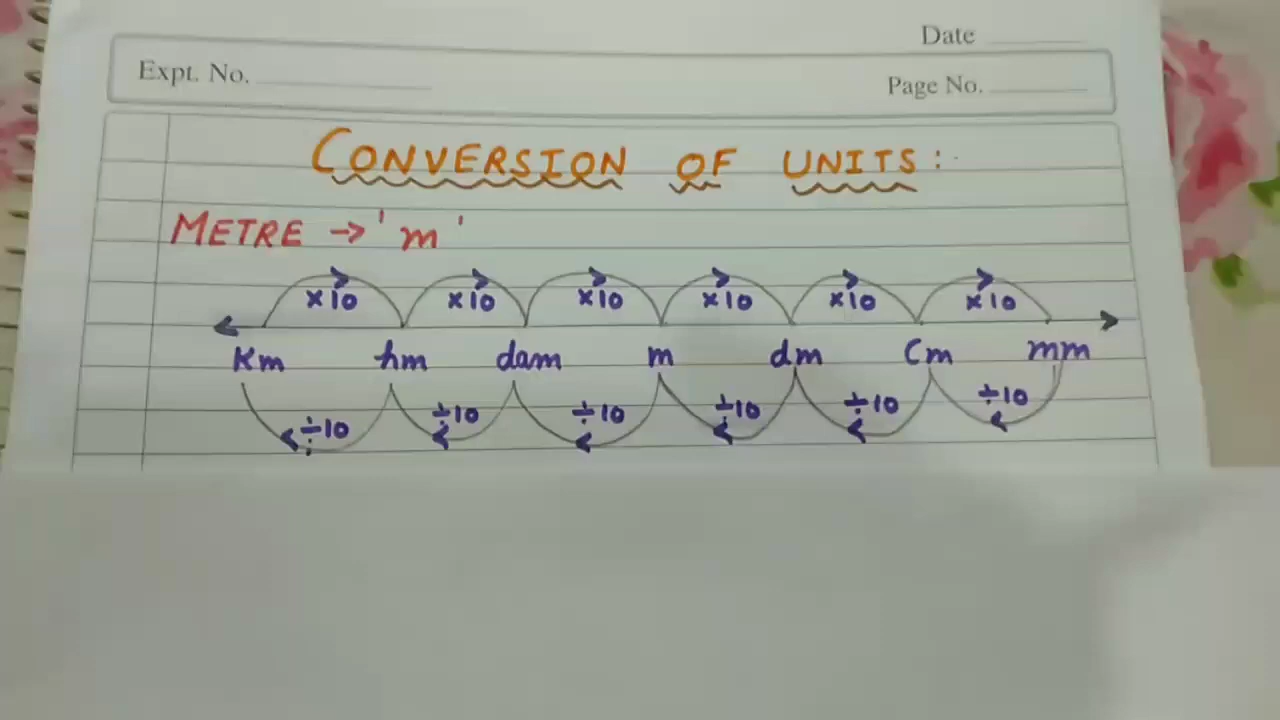 Date
Expt. No.
Page No.
CONVERSION OF UNITS:-
METRE → 'm'
×10 ×10 ×10 ×10 ×10 ×10
Km hm dam m dm Cm mm
÷10 ÷10 ÷10 ÷10 ÷10 ÷10